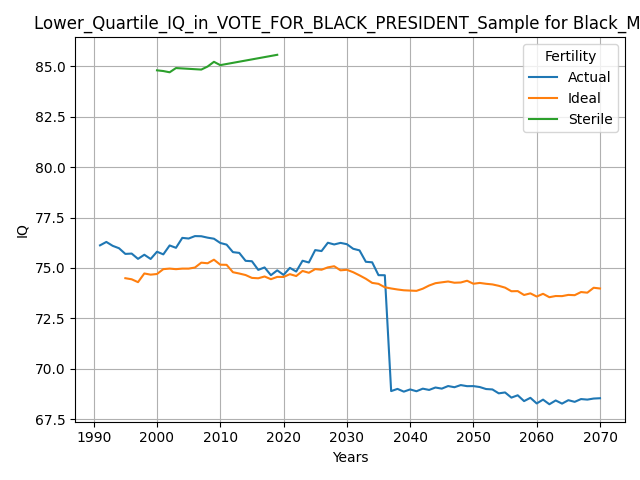 Lower_Quartile_IQ_in_VOTE_FOR_BLACK_PRESIDENT_Sample for Black_M
Fertility
Actual
Ideal
Sterile
85.0
82.5
80.0
77.5
75.0
72.5
70.0
67.5
IQ
1990 2000 2010 2020 2030 2040 2050 2060 2070
Years